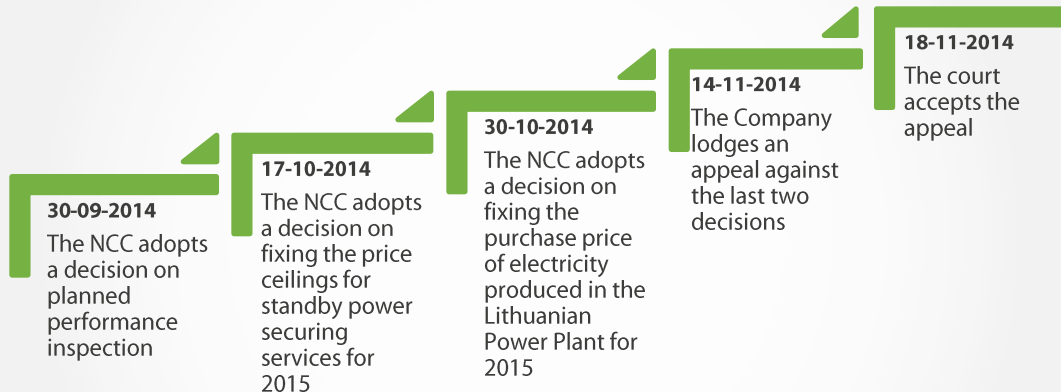 30-09-2014
The NCC adopts
a decision on
planned
performance
inspection
17-10-2014
The NCC adopts
a decision on
fixing the price
ceilings for
standby power
securing
services for
2015
30-10-2014
The NCC adopts
a decision on
fixing the
purchase price
of electricity
produced in the
Lithuanian
Power Plant for
2015
14-11-2014
The Company
lodges an
appeal against
the last two
decisions
18-11-2014
The court
accepts the
appeal